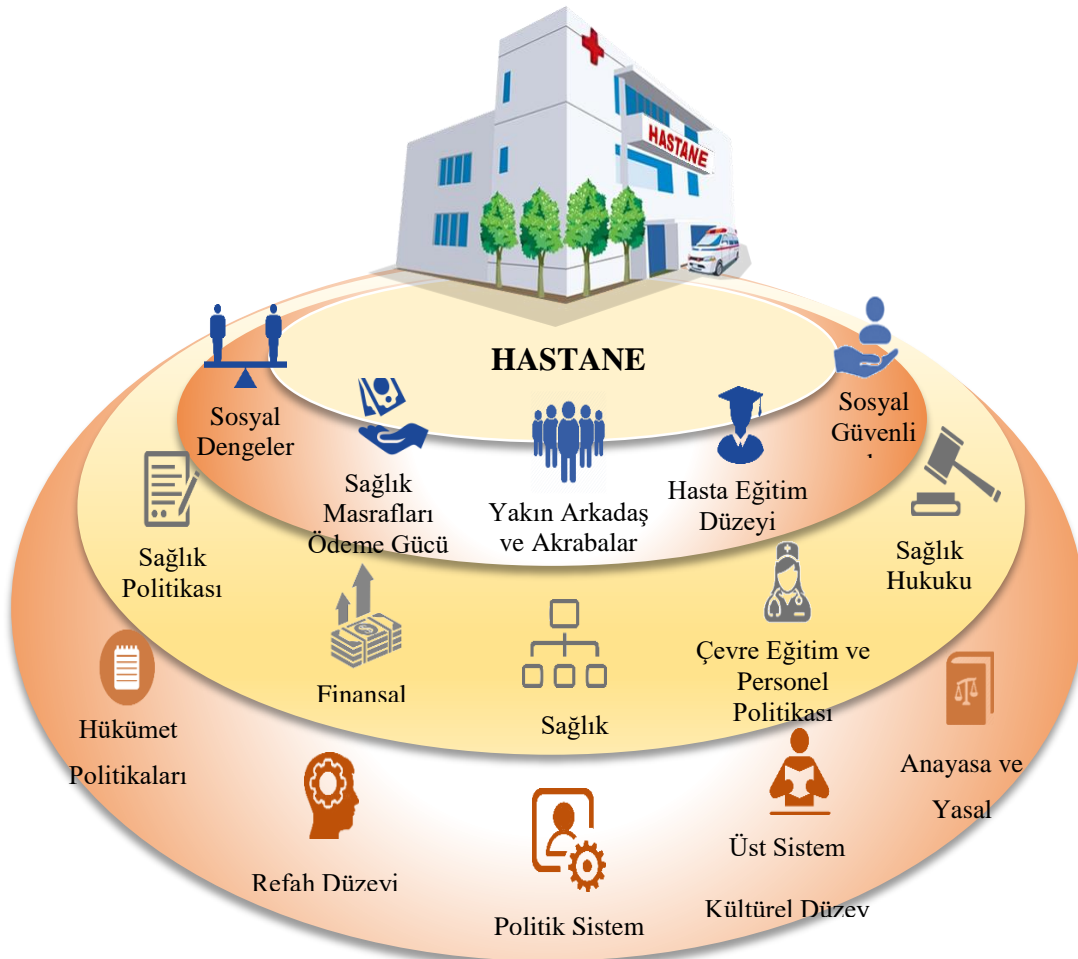 HASTANE
HASTANE
Sosyal
Dengeler
Sağlık
Masrafları
Ödeme Gücü
Yakın Arkadaş
ve Akrabalar
Hasta Eğitim
Düzeyi
Sosyal
Güvenli
Sağlık
Politikası
Finansal
Sağlık
Çevre Eğitim ve
Personel
Politikası
Sağlık
Hukuku
Hükümet
Politikaları
Refah Düzeyi
Politik Sistem
Üst Sistem
Kültürel Düzey
Anayasa ve
Yasal